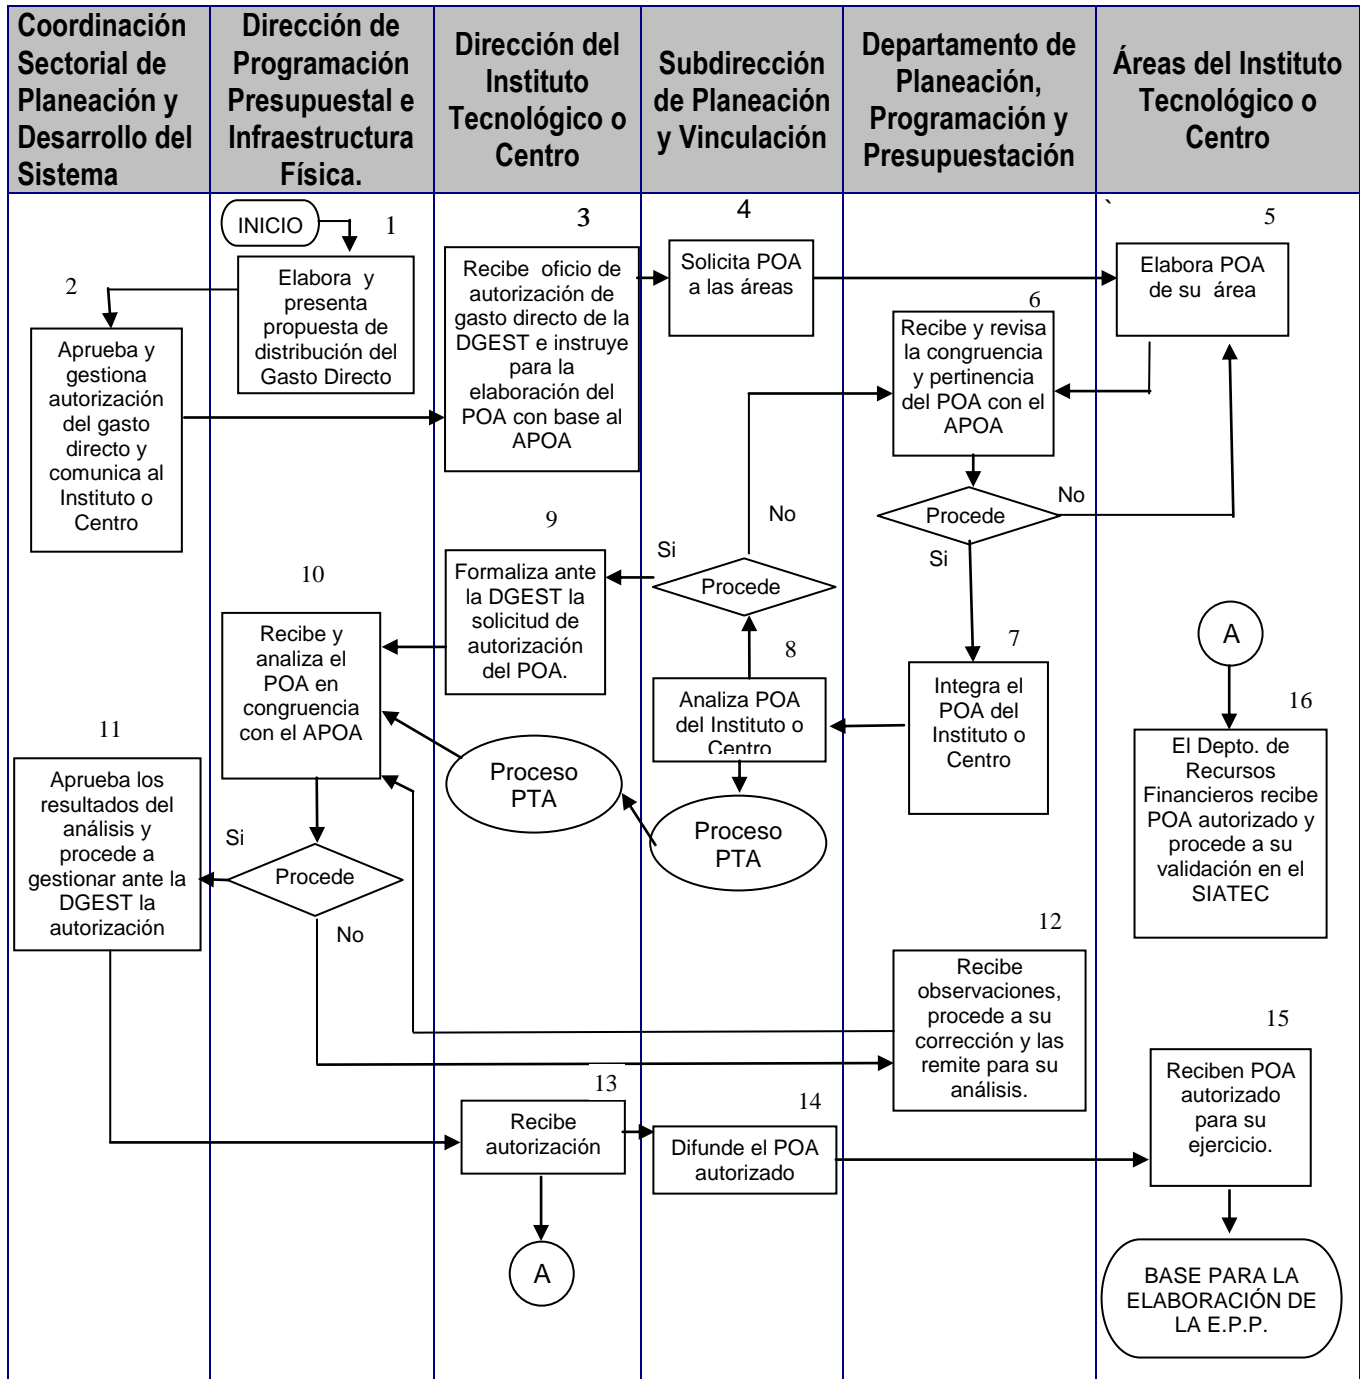 Coordinación
Sectorial de
Planeación y
Desarrollo del
Sistema
Dirección de
Programación
Presupuestal e
Infraestructura
Física.
Dirección del
Instituto
Tecnológico o
Centro
Subdirección
de Planeación
y Vinculación
Departamento de
Planeación,
Programación y
Presupuestación
Áreas del Instituto
Tecnológico o
Centro
INICIO
1
Elabora y
presenta
propuesta de
distribución del
Gasto Directo
2
Aprueba y
gestiona
autorización
del gasto
directo y
comunica al
Instituto o
Centro
3
Recibe oficio de
autorización de
gasto directo de la
DGEST e instruye
para la
elaboración del
POA con base al
APOA
4
Solicita POA
a las áreas
`
5
Elabora POA
de su área
6
Recibe y revisa
la congruencia
y pertinencia
del POA con el
APOA
Procede
No
Si
7
Integra el
POA del
Instituto o
Centro
8
Analiza POA
del Instituto o
Centro
Procede
No
Si
Proceso
PTA
Proceso
PTA
9
Formaliza ante
la DGEST la
solicitud de
autorización
del POA.
10
Recibe y
analiza el
POA en
congruencia
con el APOA
Procede
Si
No
11
Aprueba los
resultados del
análisis y
procede a
gestionar ante la
DGEST la
autorización
12
Recibe
observaciones,
procede a su
corrección y las
remite para su
análisis.
13
Recibe
autorización
A
14
Difunde el POA
autorizado
15
Reciben POA
autorizado
para su
ejercicio.
BASE PARA LA
ELABORACIÓN DE
LA E.P.P.
A
16
El Depto. de
Recursos
Financieros recibe
POA autorizado y
procede a su
validación en el
SIATEC